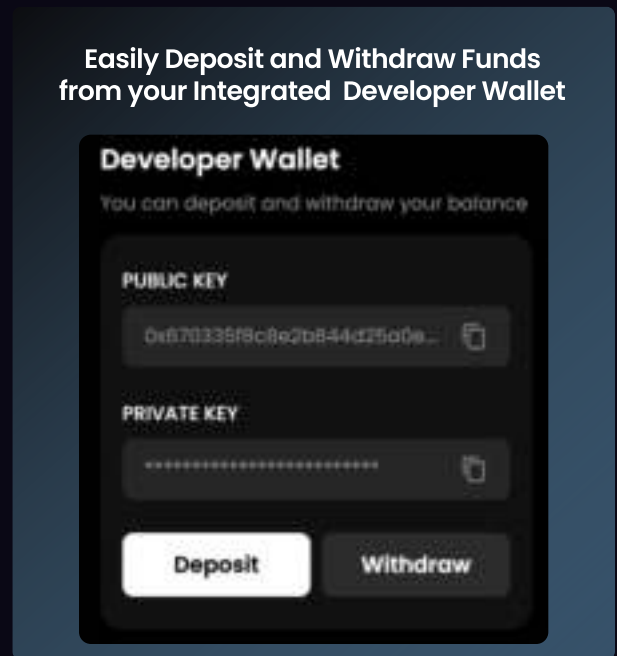 Easily Deposit and Withdraw Funds
from your Integrated Developer Wallet
Developer Wallet
You can deposit and withdraw your balance
PUBLIC KEY
PRIVATE KEY
Deposit
Withdraw